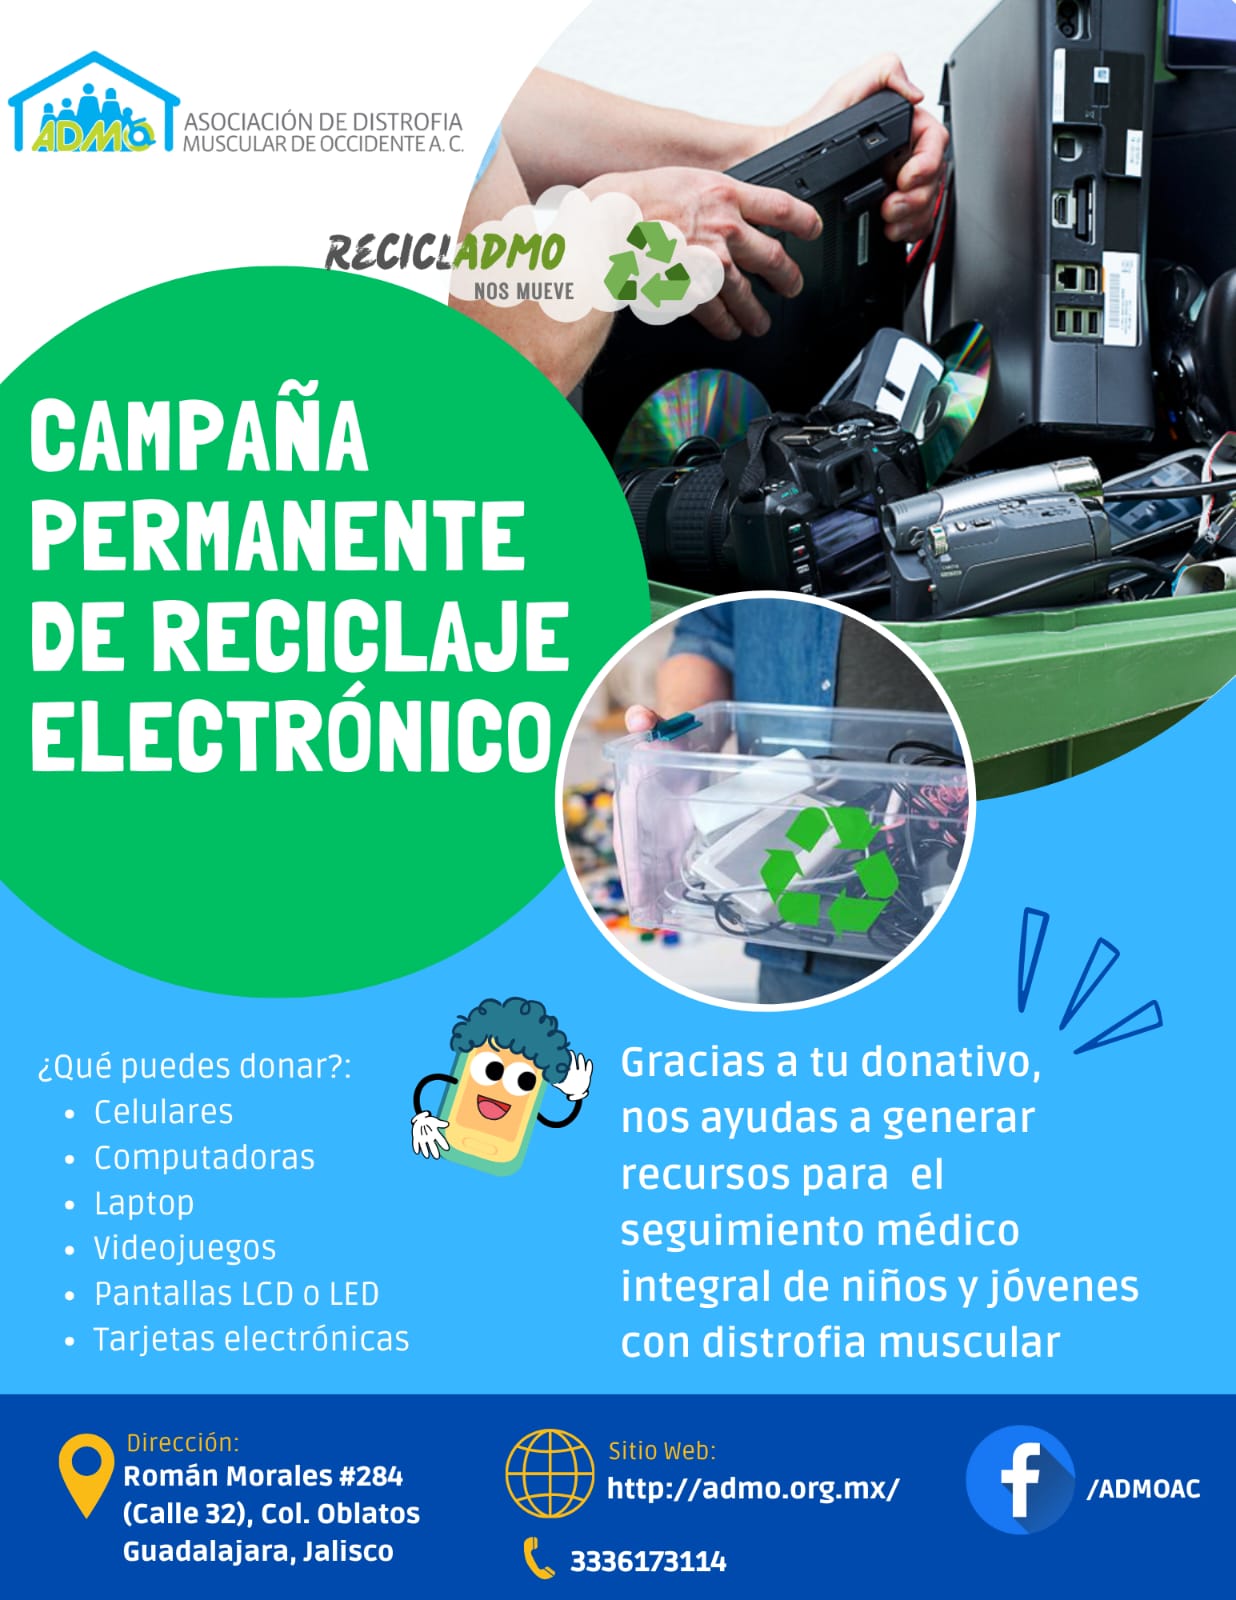 ADMO
ASOCIACIÓN DE DISTROFIA
MUSCULAR DE OCCIDENTE A. C.
RECICLADMO
NOS MUEVE
CAMPAÑA
PERMANENTE
DE RECICLAJE
ELECTRÓNICO
¿Qué puedes donar?:
• Celulares
• Computadoras
• Laptop
• Videojuegos
• Pantallas LCD o LED
• Tarjetas electrónicas
Gracias a tu donativo,
nos ayudas a generar
recursos para el
seguimiento médico
integral de niños y jóvenes
con distrofia muscular
Dirección:
Román Morales #284
(Calle 32), Col. Oblatos
Guadalajara, Jalisco
Sitio Web:
http://admo.org.mx/
3336173114
/ADMOAC